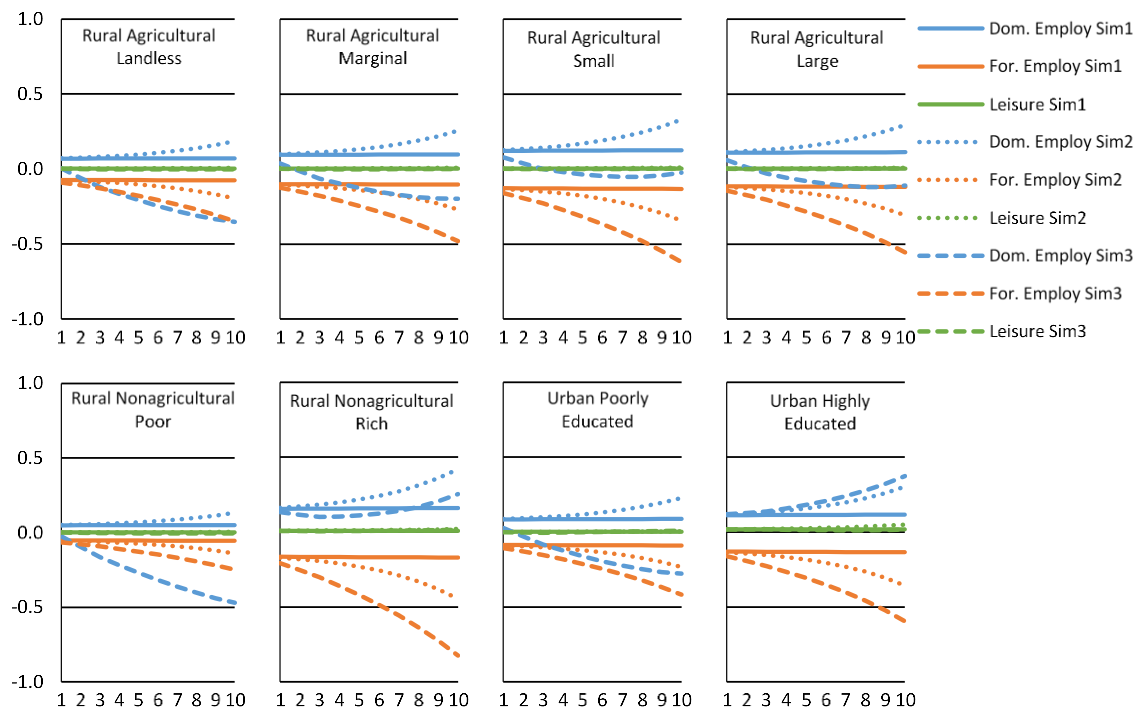 1.0
0.5
0.0
-0.5
-1.0
Rural Agricultural
Landless
1 2 3 4 5 6 7 8 9 10
Rural Agricultural
Marginal
1 2 3 4 5 6 7 8 9 10
Rural Agricultural
Small
1 2 3 4 5 6 7 8 9 10
Rural Agricultural
Large
1 2 3 4 5 6 7 8 9 10
Dom. Employ Sim1
For. Employ Sim1
Leisure Sim1
Dom. Employ Sim2
For. Employ Sim2
Leisure Sim2
Dom. Employ Sim3
For. Employ Sim3
Leisure Sim3
1.0
0.5
0.0
-0.5
-1.0
Rural Nonagricultural
Poor
1 2 3 4 5 6 7 8 9 10
Rural Nonagricultural
Rich
1 2 3 4 5 6 7 8 9 10
Urban Poorly
Educated
1 2 3 4 5 6 7 8 9 10
Urban Highly
Educated
1 2 3 4 5 6 7 8 9 10